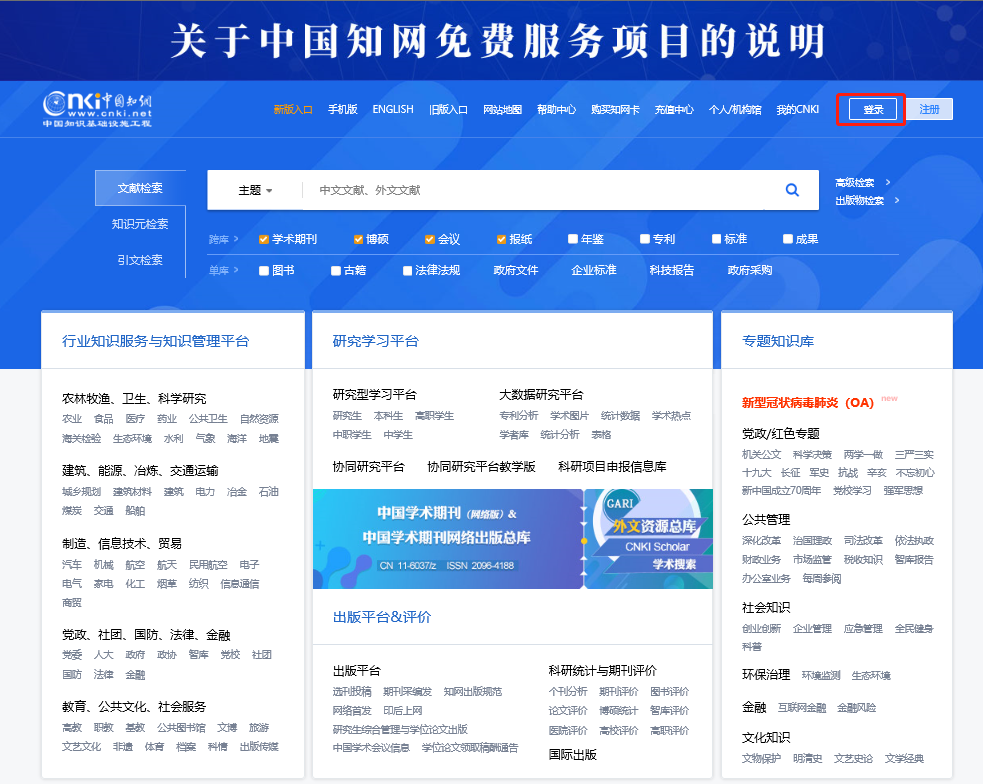 关于中国知网免费服务项目的说明
cnki中国知网
www.cnki.net
中国知识基础设施工程
新版入口 手机版 ENGLISH 旧版入口 网站地图 帮助中心 购买知网卡 充值中心 个人/机构馆 我的CNKI 登录 注册
文献检索 主题 中文文献、外文文献 高级检索 >
出版物检索 >
知识元检索
引文检索
跨库 > 学术期刊 博硕 会议 报纸 年鉴 专利 标准 成果
单库 > 图书 古籍 法律法规 政府文件 企业标准 科技报告 政府采购
行业知识服务与知识管理平台
农林牧渔、卫生、科学研究
农业 食品 医疗 药业 公共卫生 自然资源
海关检验 生态环境 水利 气象 海洋 地震
建筑、能源、冶炼、交通运输
城乡规划 建筑材料 建筑 电力 冶金 石油
煤炭 交通 船舶
制造、信息技术、贸易
汽车 机械 航空 航天 民用航空 电子
电气 家电 化工 烟草 纺织 信息通信
商贸
党政、社团、国防、法律、金融
党委 人大 政府 政协 智库 党校 社团
国防 法律 金融
教育、公共文化、社会服务
高教 职教 基教 公共图书馆 文博 旅游
文艺文化 非遗 体育 档案 科情 出版传媒
研究学习平台
研究型学习平台 大数据研究平台
研究生 本科生 高职学生 专利分析 学术图片 统计数据 学术热点
中职学生 中学生 学者库 统计分析 表格
协同研究平台 协同研究平台教学版 科研项目申报信息库
中国学术期刊（网络版）&
中国学术期刊网络出版总库
CN 11-6037/z ISSN 2096-4188
GARI
外文资源总库
CNKI Scholar
学术搜索
出版平台&评价
出版平台 科研统计与期刊评价
选刊投稿 期刊采编发 知网出版规范 个刊分析 期刊评价 图书评价
网络首发 印后上网 论文评价 博硕统计 智库评价
研究生综合管理与学位论文出版 医院评价 高校评价 高职评价
中国学术会议信息 学位论文领取稿酬通告
国际出版
专题知识库
新型冠状病毒肺炎（OA） new
党政/红色专题
机关公文 科学决策 两学一做 三严三实
十九大 长征 军史 抗战 辛亥 不忘初心
新中国成立70周年 党校学习 强军思想
公共管理
深化改革 治国理政 司法改革 依法执政
财政业务 市场监管 税收知识 智库报告
办公室业务 每周参阅
社会知识
创业创新 企业管理 应急管理 全民健身
科普
环保治理 环境监测 生态环境
金融 互联网金融 金融风险
文化知识
文物保护 明清史 文艺史论 文学经典